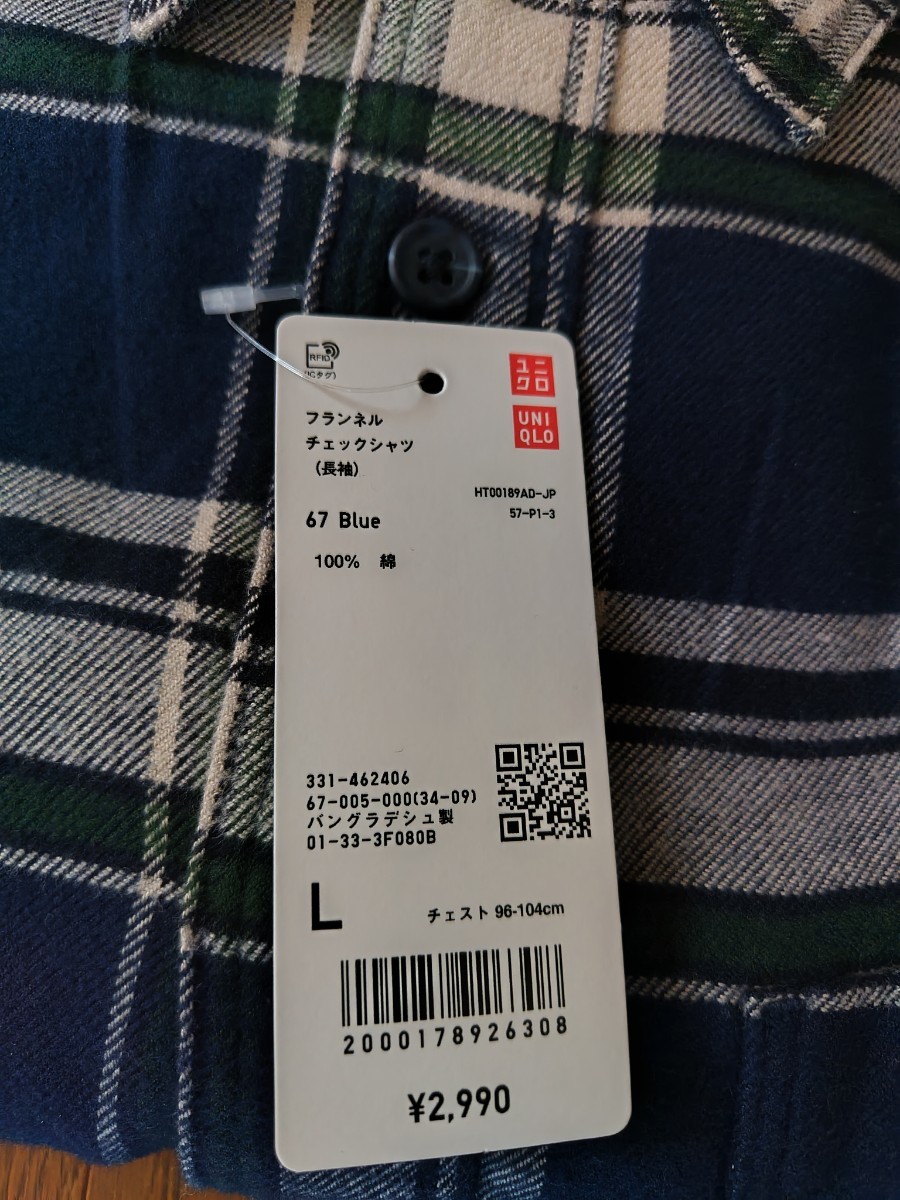 RFID
(ICタグ)
ユニ
クロ
UNI
QLO
フランネル
チェックシャツ
(長袖)
HT00189AD-JP
57-P1-3
67 Blue
100% 綿
331-462406
67-005-000(34-09)
バングラデシュ製
01-33-3F080B
L
チェスト 96-104cm
2000178926308
¥2,990